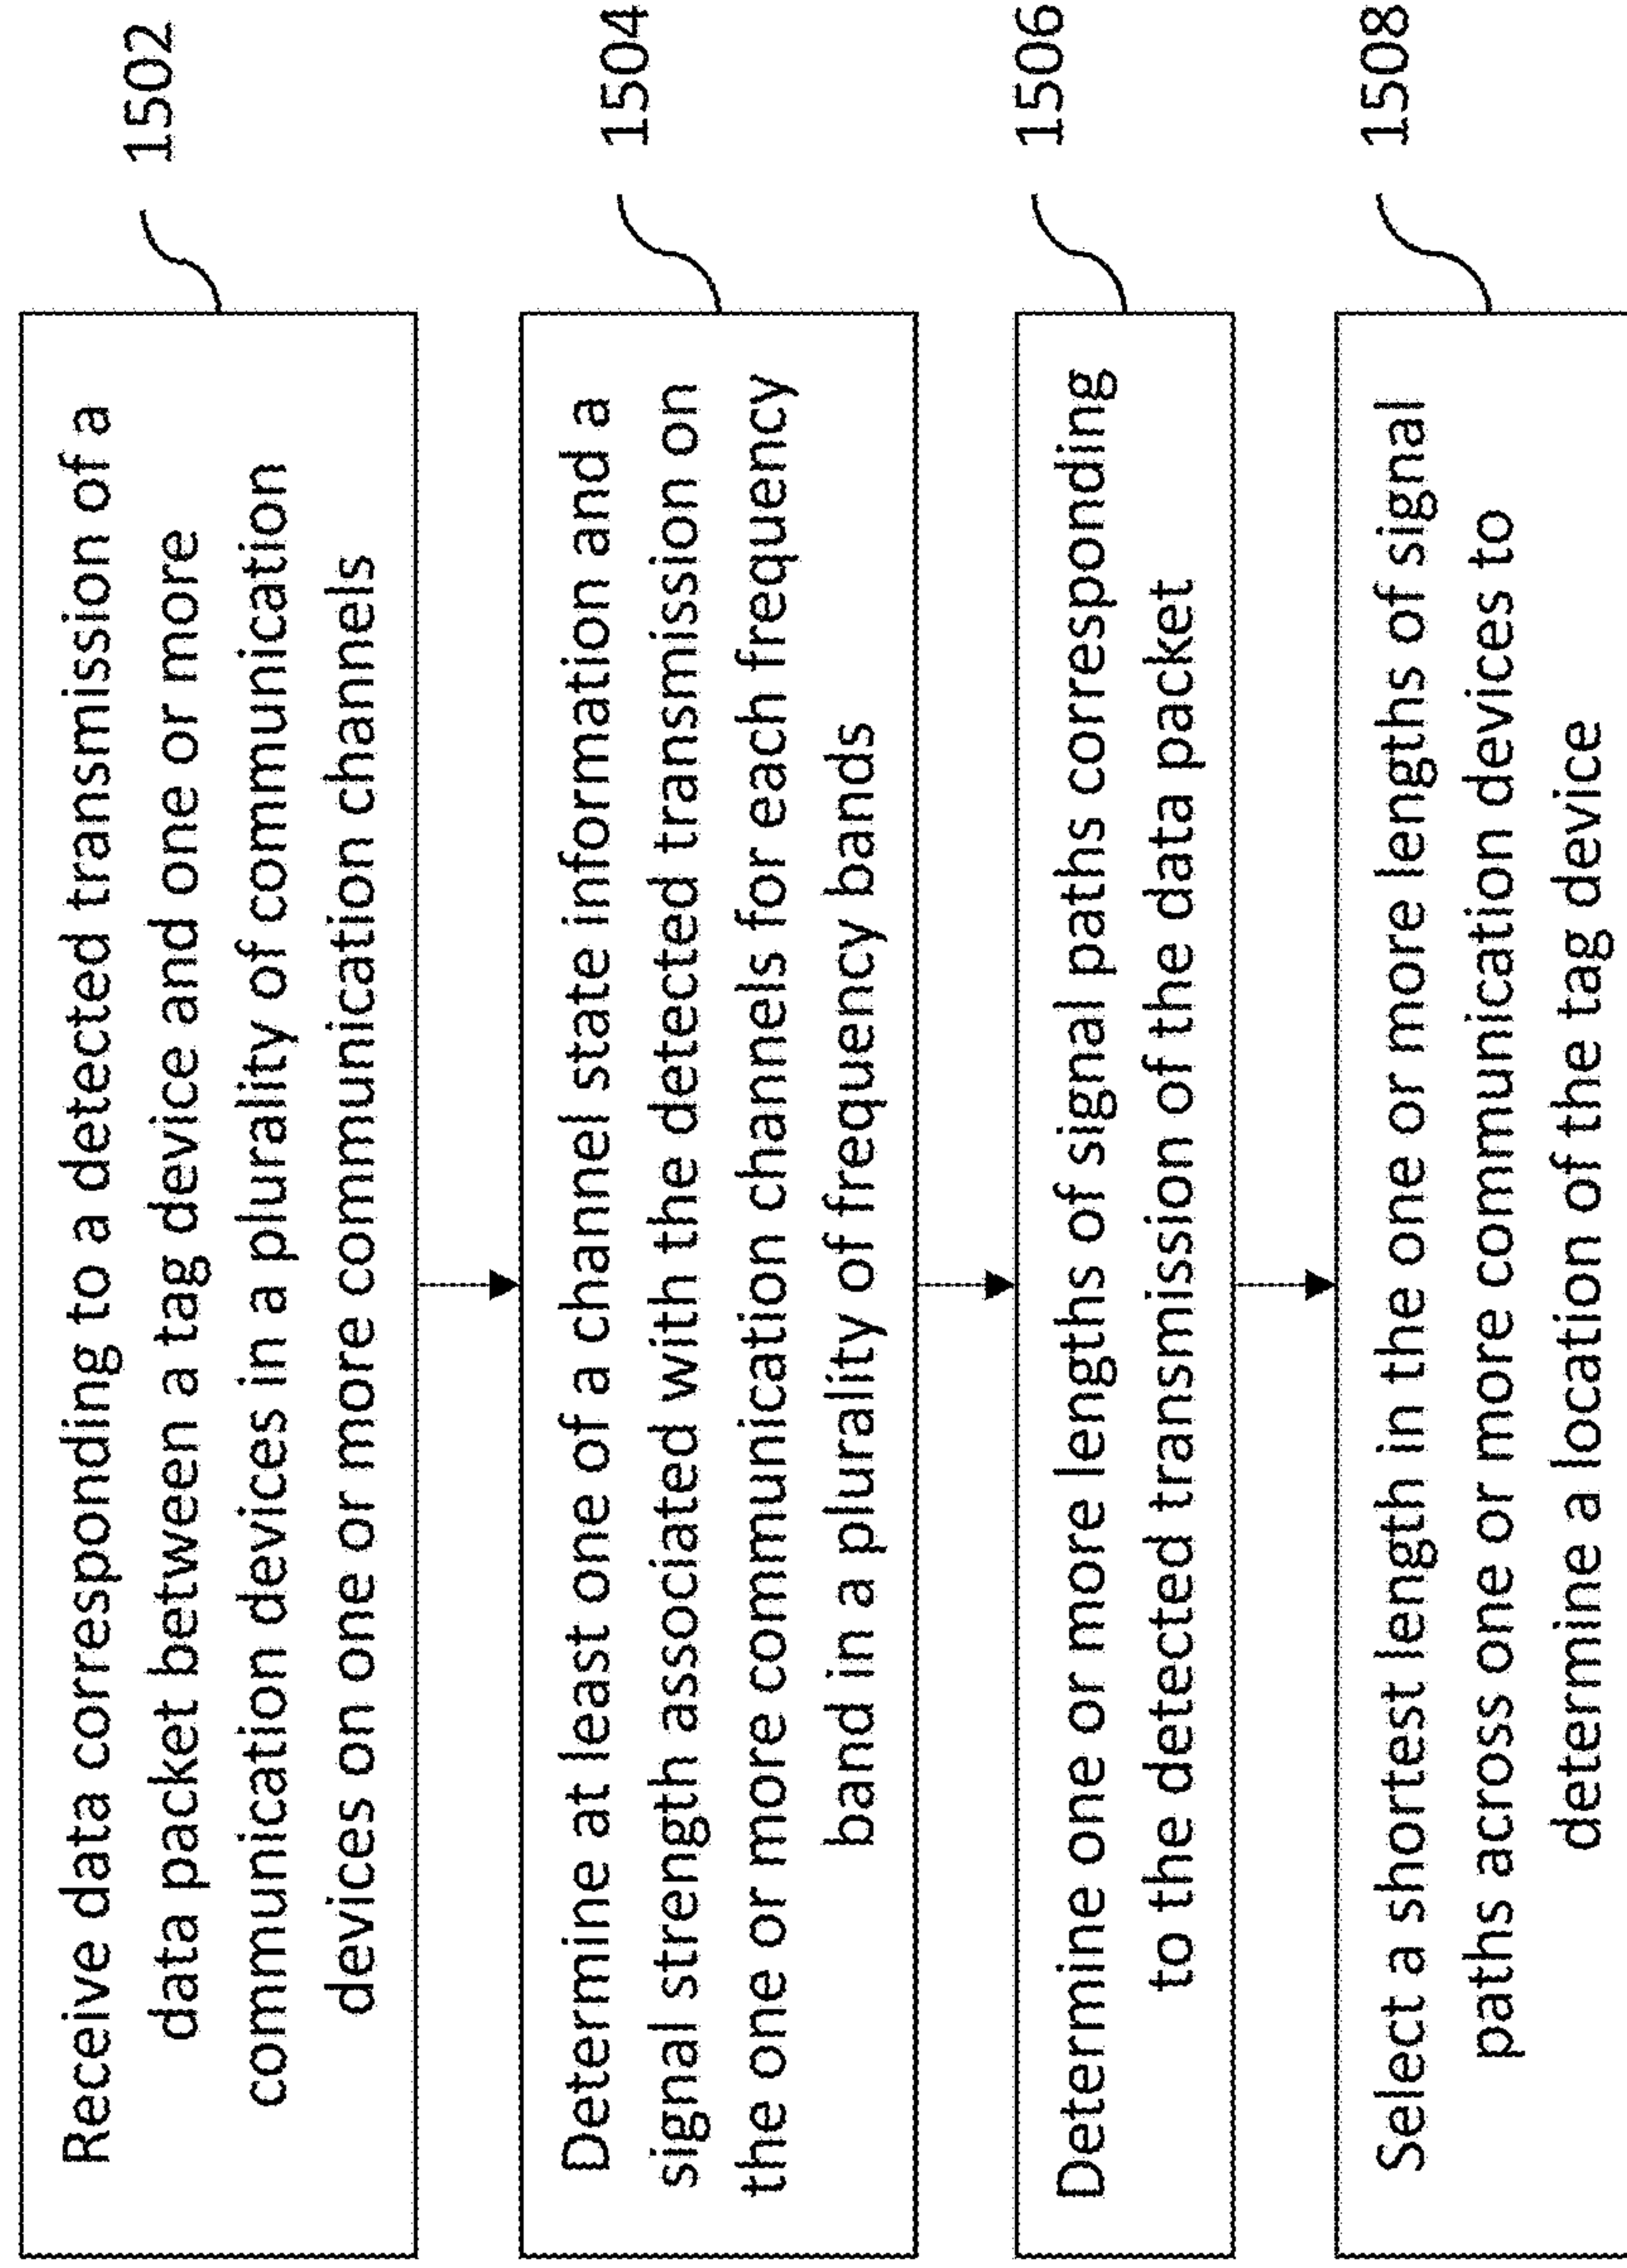 Receive data corresponding to a detected transmission of a
data packet between a tag device and one or more
communication devices in a plurality of communication
devices on one or more communication channels
1502
Determine at least one of a channel state information and a
signal strength associated with the detected transmission on
the one or more communication channels for each frequency
band in a plurality of frequency bands
1504
Determine one or more lengths of signal paths corresponding
to the detected transmission of the data packet
1506
Select a shortest length in the one or more lengths of signal
paths across one or more communication devices to
determine a location of the tag device
1508